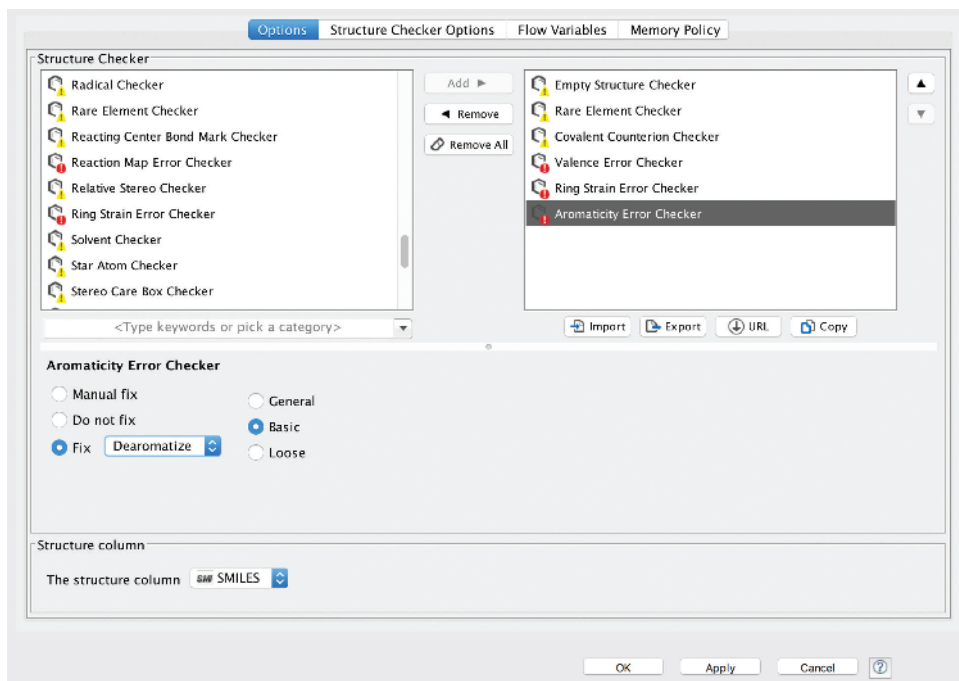 Options Structure Checker Options Flow Variables Memory Policy
Structure Checker
Radical Checker
Rare Element Checker
Reacting Center Bond Mark Checker
Reaction Map Error Checker
Relative Stereo Checker
Ring Strain Error Checker
Solvent Checker
Star Atom Checker
Stereo Care Box Checker
<Type keywords or pick a category>
Add
Remove
Remove All
Empty Structure Checker
Rare Element Checker
Covalent Counterion Checker
Valence Error Checker
Ring Strain Error Checker
Aromaticity Error Checker
Import Export URL Copy
Aromaticity Error Checker
Manual fix
Do not fix
Fix Dearomatize
General
Basic
Loose
Structure column
The structure column SMI SMILES
OK Apply Cancel ?